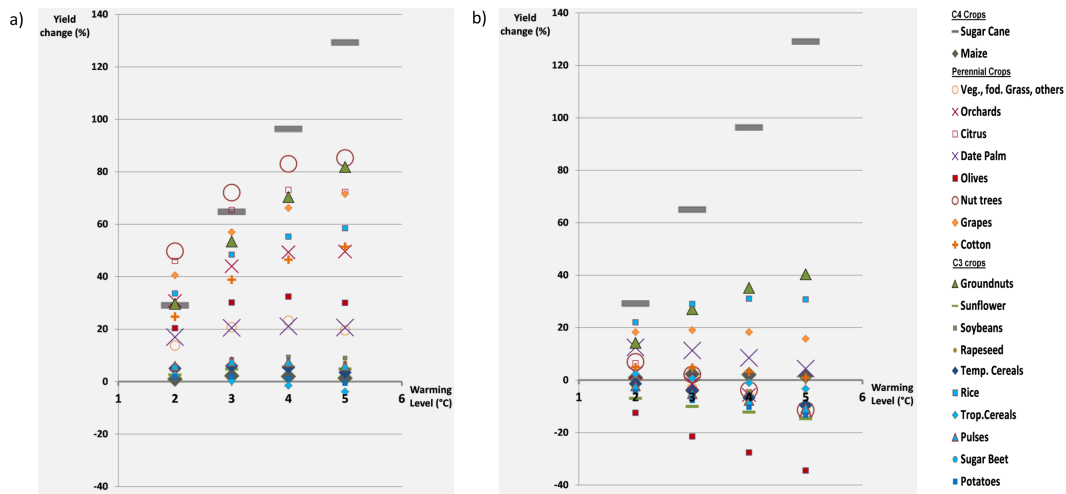 a)
Yield
change (%)
140
120
100
80
60
40
20
0
-20
-40
1
2
3
4
5
6
Warming
Level (°C)
b)
Yield
change (%)
140
120
100
80
60
40
20
0
-20
-40
1
2
3
4
5
6
Warming
Level (°C)
C4 Crops
Sugar Cane
Maize
Perennial Crops
Veg., fod. Grass, others
Orchards
Citrus
Date Palm
Olives
Nut trees
Grapes
Cotton
C3 crops
Groundnuts
Sunflower
Soybeans
Rapeseed
Temp. Cereals
Rice
Trop.Cereals
Pulses
Sugar Beet
Potatoes